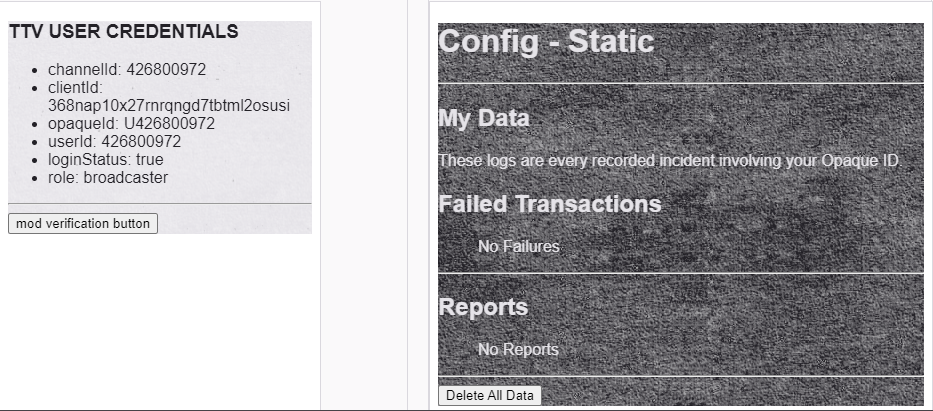 TTV USER CREDENTIALS
channelId: 426800972
clientId:
368nap10x27rnrqngd7tbtml2osusi
opaqueId: U426800972
userId: 426800972
loginStatus: true
role: broadcaster
mod verification button
Config - Static
My Data
These logs are every recorded incident involving your Opaque ID
Failed Transactions
No Failures
Reports
No Reports
Delete All Data